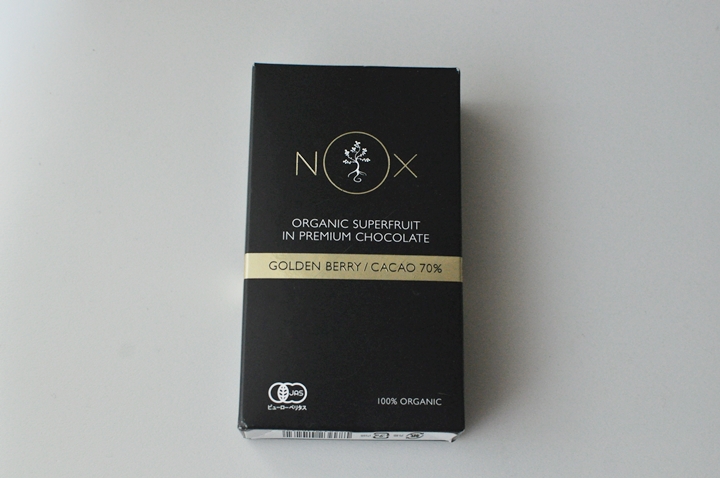 NOX
ORGANIC SUPERFRUIT
IN PREMIUM CHOCOLATE
GOLDEN BERRY / CACAO 70%
JAS
ビューローベリタス
100% ORGANIC